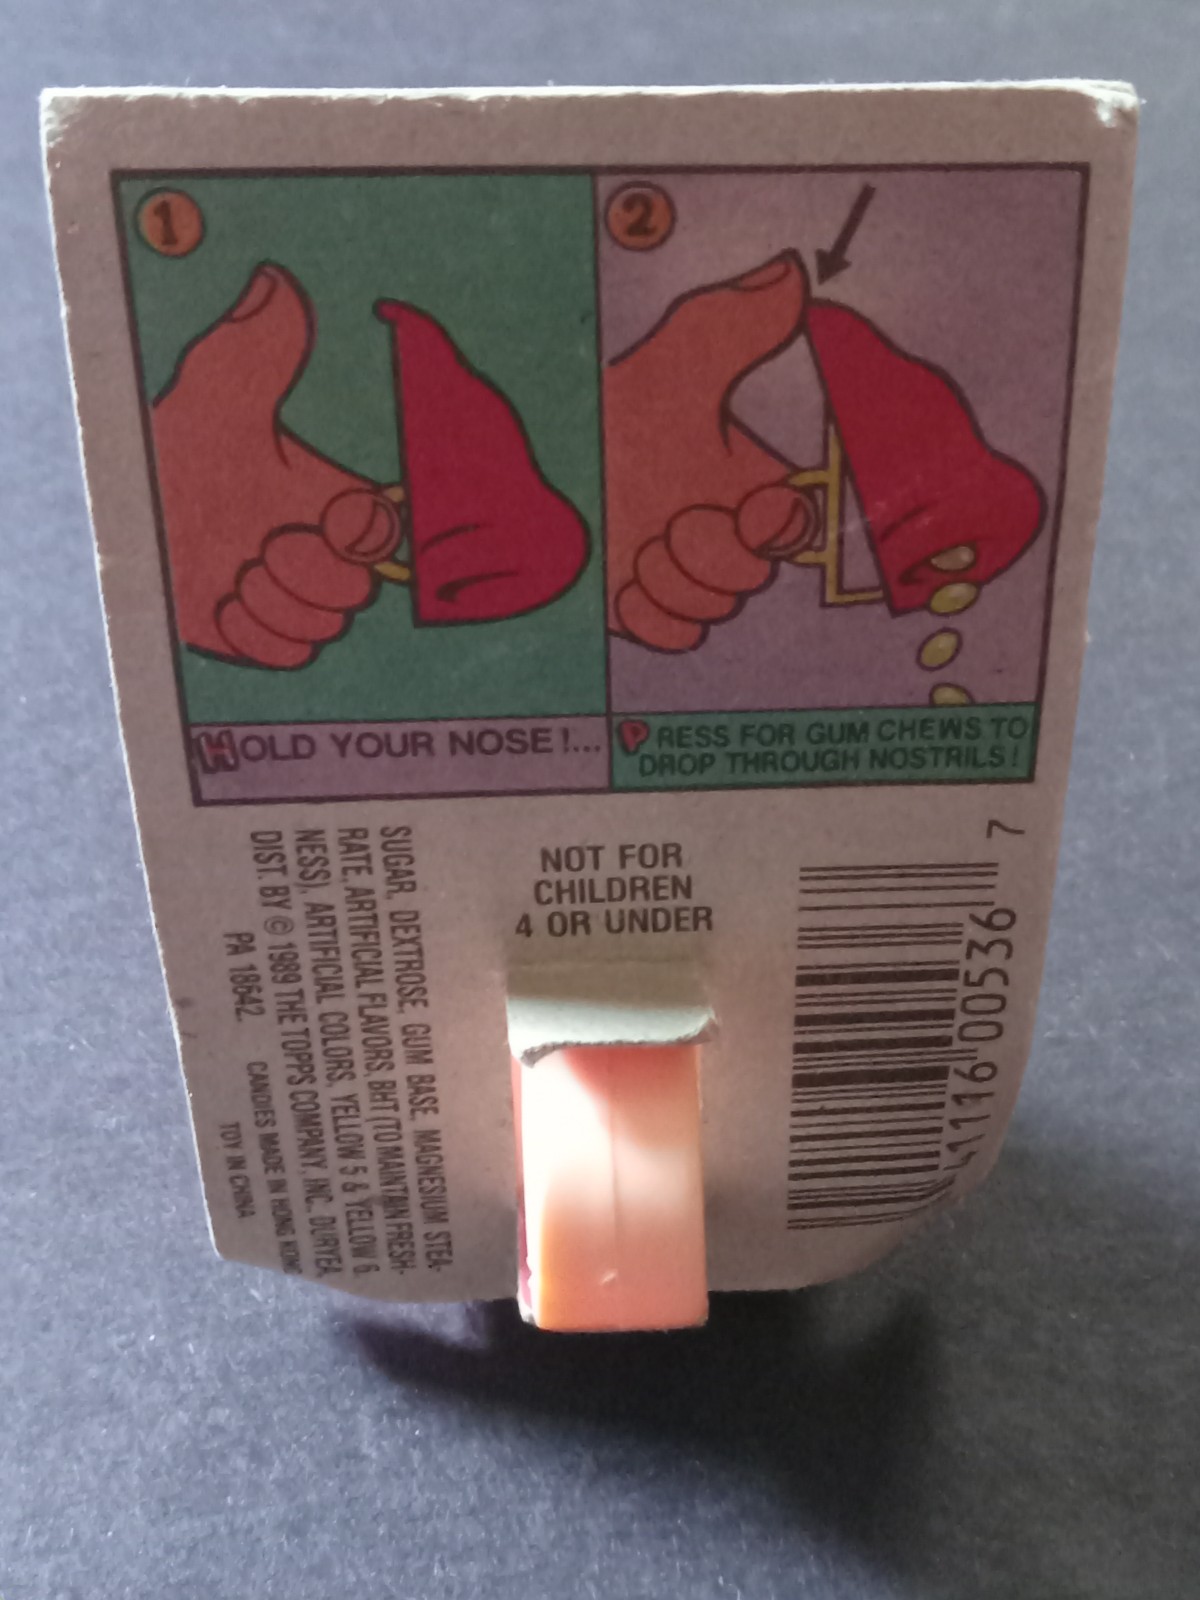 1
2
HOLD YOUR NOSE!...
PRESS FOR GUM CHEWS TO
DROP THROUGH NOSTRILS!
NOT FOR
CHILDREN
4 OR UNDER
SUGAR, DEXTROSE, GUM BASE, MAGNESIUM STEA-
RATE, ARTIFICIAL FLAVORS, BHT (TO MAINTAIN FRESH-
NESS), ARTIFICIAL COLORS, YELLOW 5 & YELLOW 6.
DIST. BY © 1989 THE TOPPS COMPANY, INC., DURYEA,
PA 18642. CANDIES MADE IN HONG KONG
TOY IN CHINA
41116 00536 7